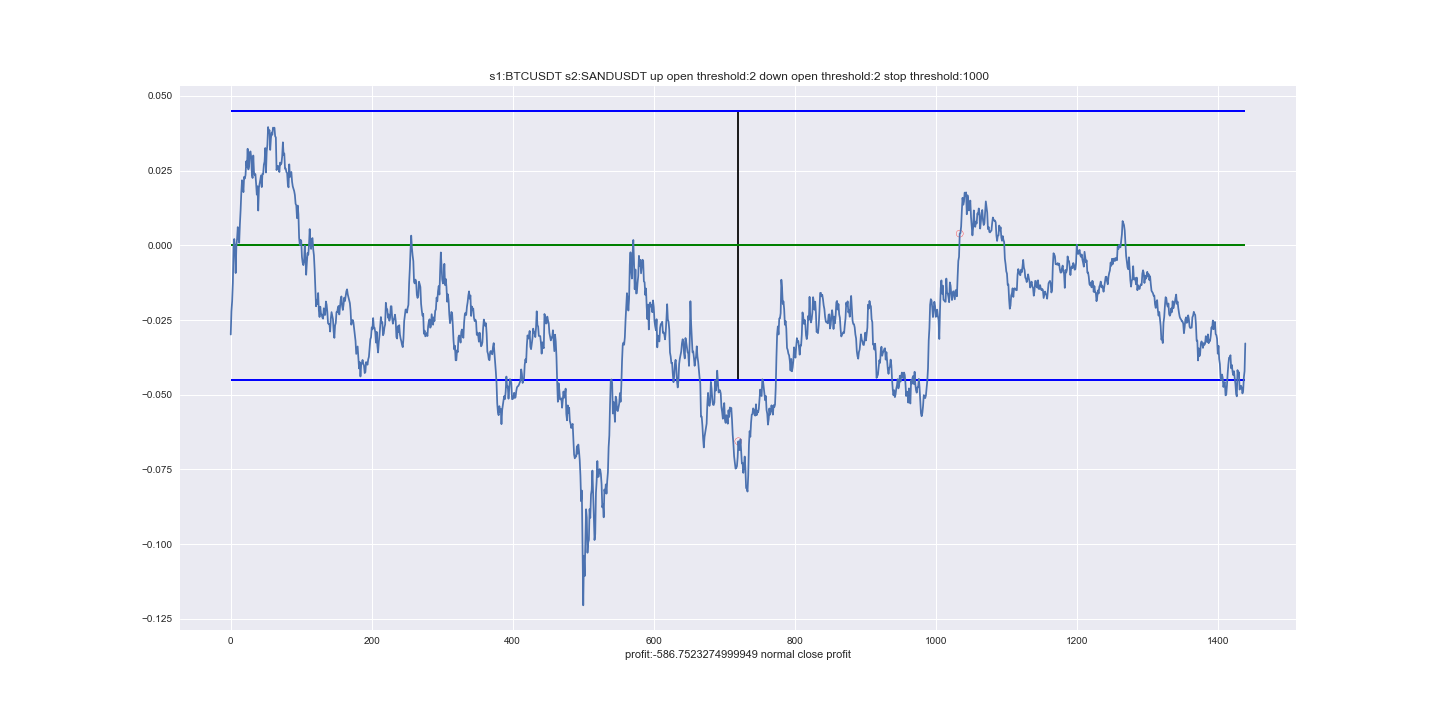 s1:BTCUSDT s2:SANDUSDT up open threshold:2 down open threshold:2 stop threshold:1000
0.050
0.025
0.000
−0.025
−0.050
−0.075
−0.100
−0.125
0 200 400 600 800 1000 1200 1400
profit:-586.7523274999949 normal close profit